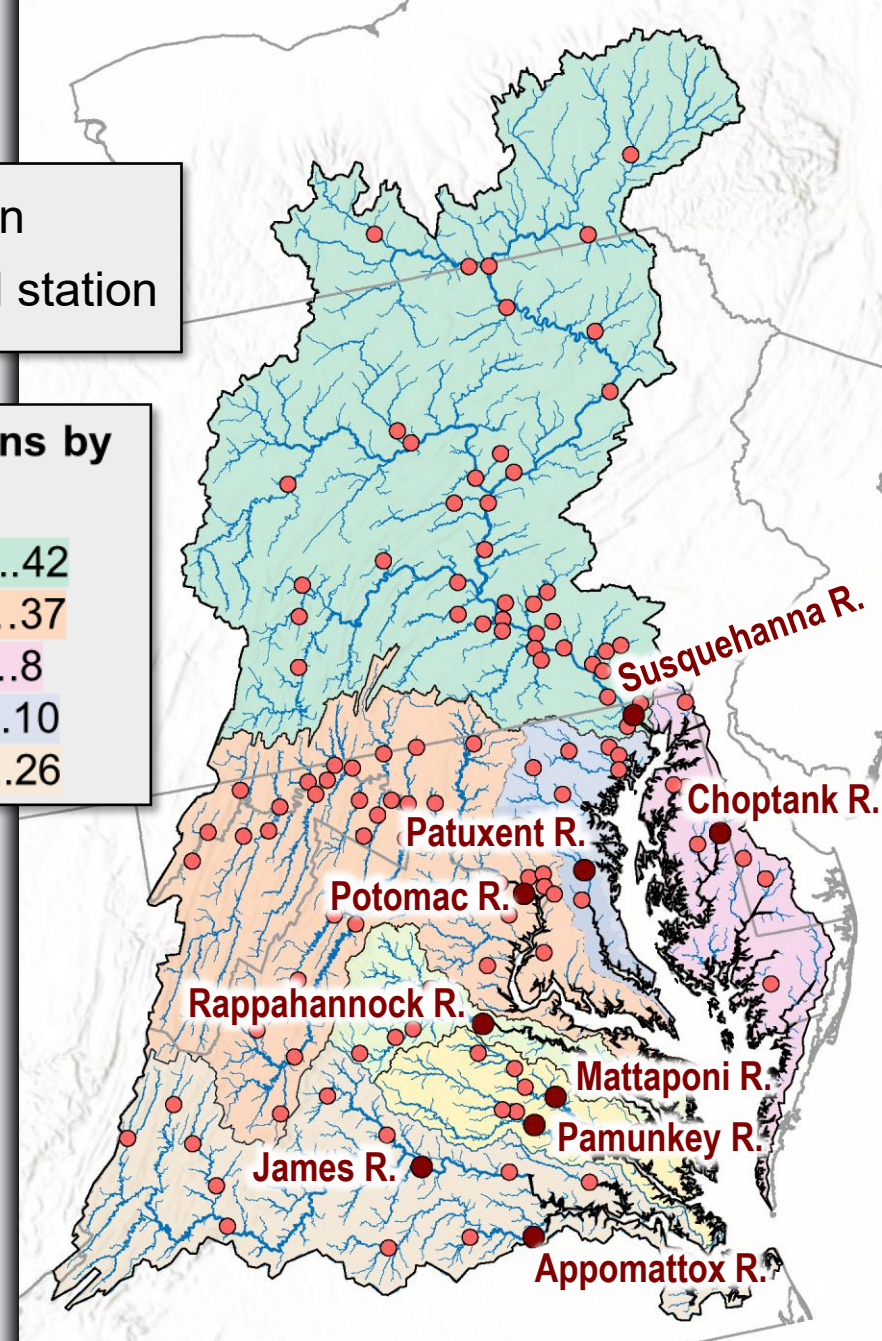 n
l station
ns by
..42
..37
..8
..10
..26
Susquehanna R.
Choptank R.
Patuxent R.
Potomac R.
Rappahannock R.
Mattaponi R.
Pamunkey R.
James R.
Appomattox R.